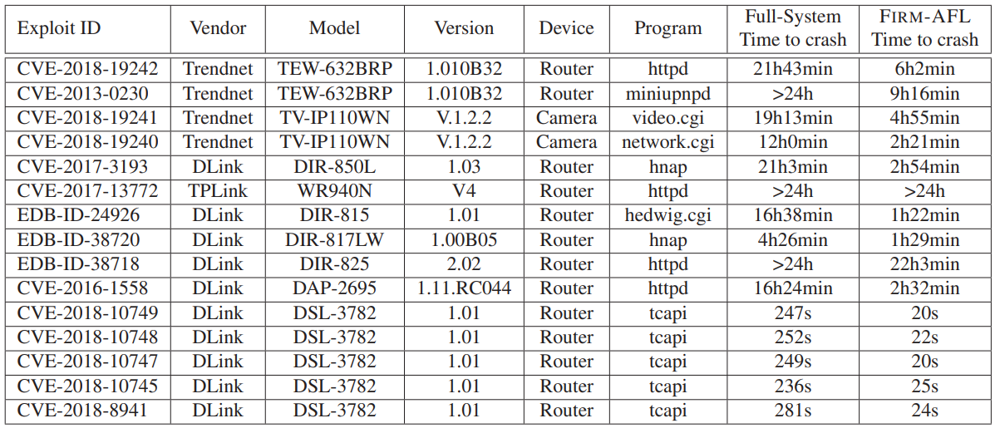 Exploit ID Vendor Model Version Device Program Full-System Time to crash FIRM-AFL Time to crash
CVE-2018-19242 Trendnet TEW-632BRP 1.010B32 Router httpd 21h43min 6h2min
CVE-2013-0230 Trendnet TEW-632BRP 1.010B32 Router miniupnpd >24h 9h16min
CVE-2018-19241 Trendnet TV-IP110WN V.1.2.2 Camera video.cgi 19h13min 4h55min
CVE-2018-19240 Trendnet TV-IP110WN V.1.2.2 Camera network.cgi 12h0min 2h21min
CVE-2017-3193 DLink DIR-850L 1.03 Router hnap 21h3min 2h54min
CVE-2017-13772 TPLink WR940N V4 Router httpd >24h >24h
EDB-ID-24926 DLink DIR-815 1.01 Router hedwig.cgi 16h38min 1h22min
EDB-ID-38720 DLink DIR-817LW 1.00B05 Router hnap 4h26min 1h29min
EDB-ID-38718 DLink DIR-825 2.02 Router httpd >24h 22h3min
CVE-2016-1558 DLink DAP-2695 1.11.RC044 Router httpd 16h24min 2h32min
CVE-2018-10749 DLink DSL-3782 1.01 Router tcapi 247s 20s
CVE-2018-10748 DLink DSL-3782 1.01 Router tcapi 252s 22s
CVE-2018-10747 DLink DSL-3782 1.01 Router tcapi 249s 20s
CVE-2018-10745 DLink DSL-3782 1.01 Router tcapi 236s 25s
CVE-2018-8941 DLink DSL-3782 1.01 Router tcapi 281s 24s